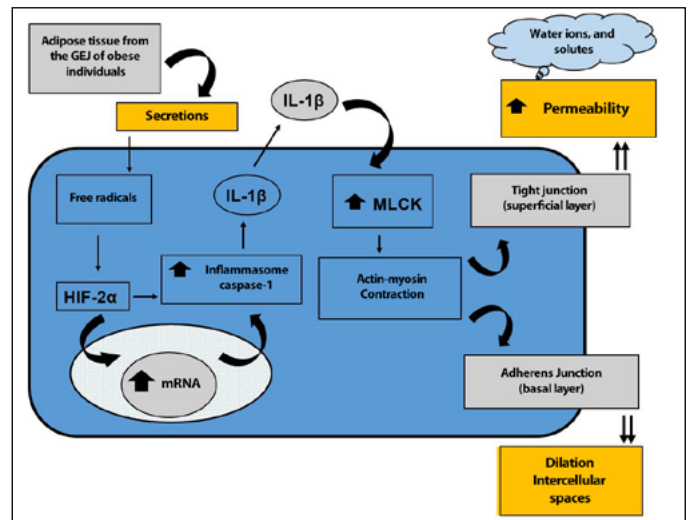 Adipose tissue from
the GEJ of obese
individuals
Secretions
IL-1β
Water ions, and
solutes
Permeability
Free radicals
IL-1β
MLCK
Tight junction
(superficial layer)
HIF-2α
Inflammasome
caspase-1
Actin-myosin
Contraction
mRNA
Adherens Junction
(basal layer)
Dilation
Intercellular
spaces